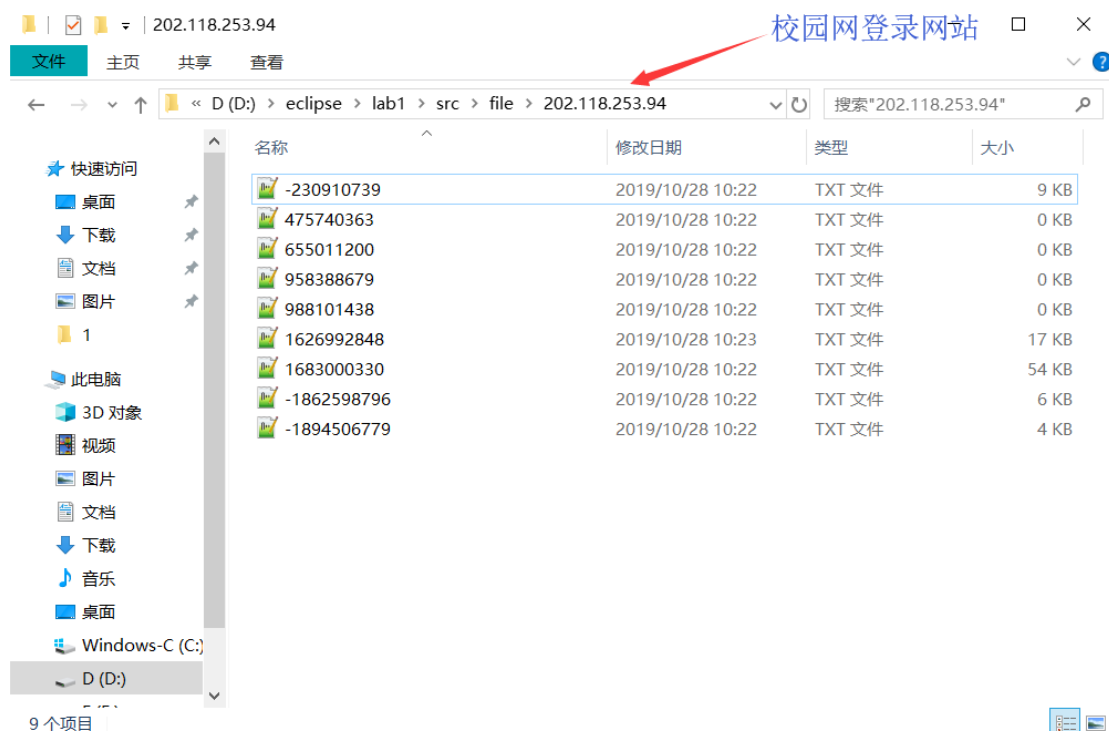 202.118.253.94
校园网登录网站
文件 主页 共享 查看
« D (D:) › eclipse › lab1 › src › file › 202.118.253.94
搜索"202.118.253.94"
名称 修改日期 类型 大小
快速访问
桌面
下载
文档
图片
1
此电脑
3D 对象
视频
图片
文档
下载
音乐
桌面
Windows-C (C:)
D (D:)
-230910739 2019/10/28 10:22 TXT 文件 9 KB
475740363 2019/10/28 10:22 TXT 文件 0 KB
655011200 2019/10/28 10:22 TXT 文件 0 KB
958388679 2019/10/28 10:22 TXT 文件 0 KB
988101438 2019/10/28 10:22 TXT 文件 0 KB
1626992848 2019/10/28 10:23 TXT 文件 17 KB
1683000330 2019/10/28 10:22 TXT 文件 54 KB
-1862598796 2019/10/28 10:22 TXT 文件 6 KB
-1894506779 2019/10/28 10:22 TXT 文件 4 KB
9 个项目